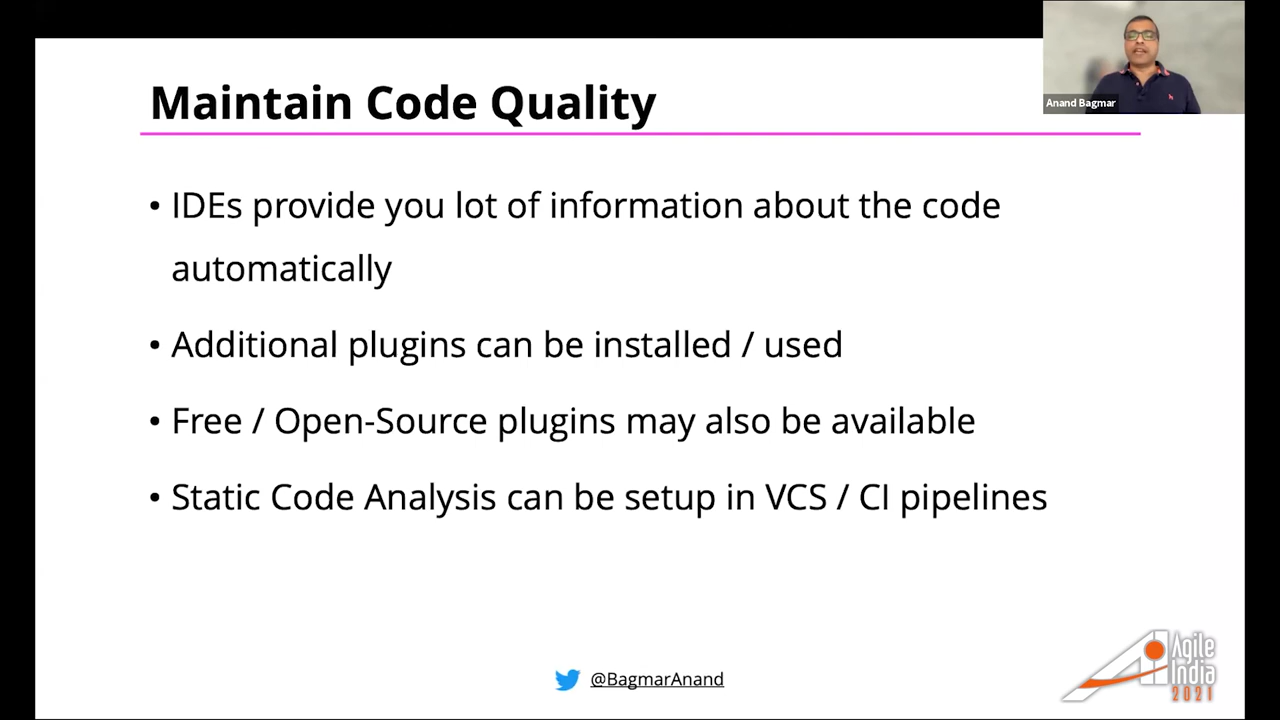 Maintain Code Quality
Anand Bagmar
• IDEs provide you lot of information about the code
automatically
• Additional plugins can be installed / used
• Free / Open-Source plugins may also be available
• Static Code Analysis can be setup in VCS / CI pipelines
@BagmarAnand
Agile
India
2021